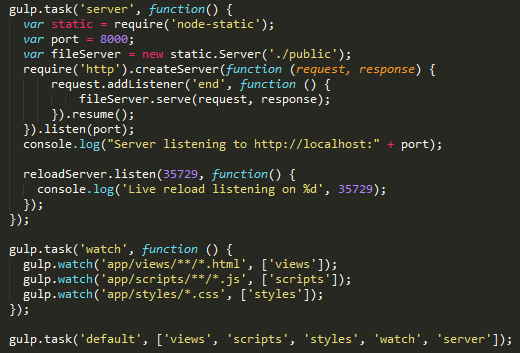 gulp.task('server', function() {
  var static = require('node-static');
  var port = 8000;
  var fileServer = new static.Server('./public');
  require('http').createServer(function (request, response) {
      request.addListener('end', function () {
          fileServer.serve(request, response);
      }).resume();
  }).listen(port);
  console.log("Server listening to http://localhost:" + port);

  reloadServer.listen(35729, function() {
    console.log('Live reload listening on %d', 35729);
  });
});

gulp.task('watch', function () {
  gulp.watch('app/views/**/*.html', ['views']);
  gulp.watch('app/scripts/**/*.js', ['scripts']);
  gulp.watch('app/styles/*.css', ['styles']);
});

gulp.task('default', ['views', 'scripts', 'styles', 'watch', 'server']);